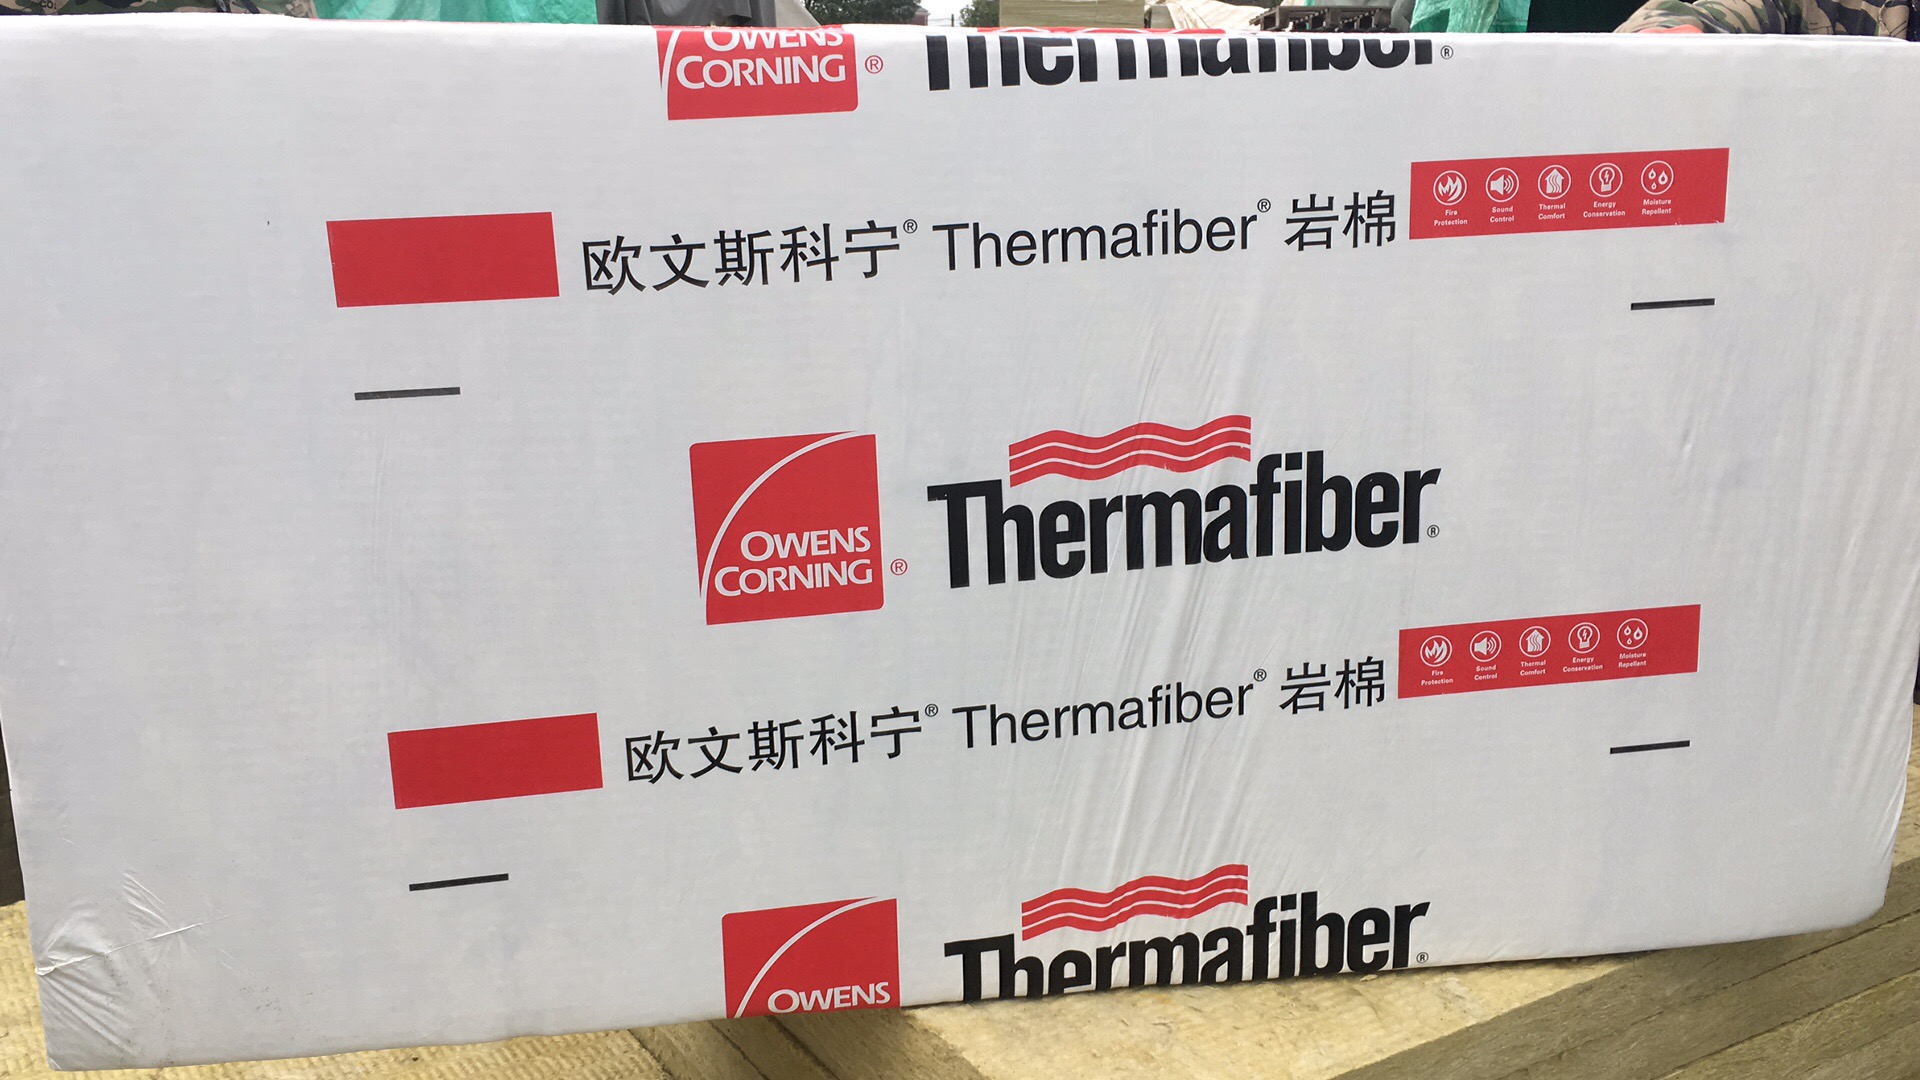 OWENS
CORNING ®
Thermafiber®
欧文斯科宁® Thermafiber® 岩棉
Fire Protection
Sound Control
Thermal Comfort
Energy Conservation
Moisture Repellent
OWENS
CORNING ®
Thermafiber®
欧文斯科宁® Thermafiber® 岩棉
Fire Protection
Sound Control
Thermal Comfort
Energy Conservation
Moisture Repellent
OWENS
Thermafiber®